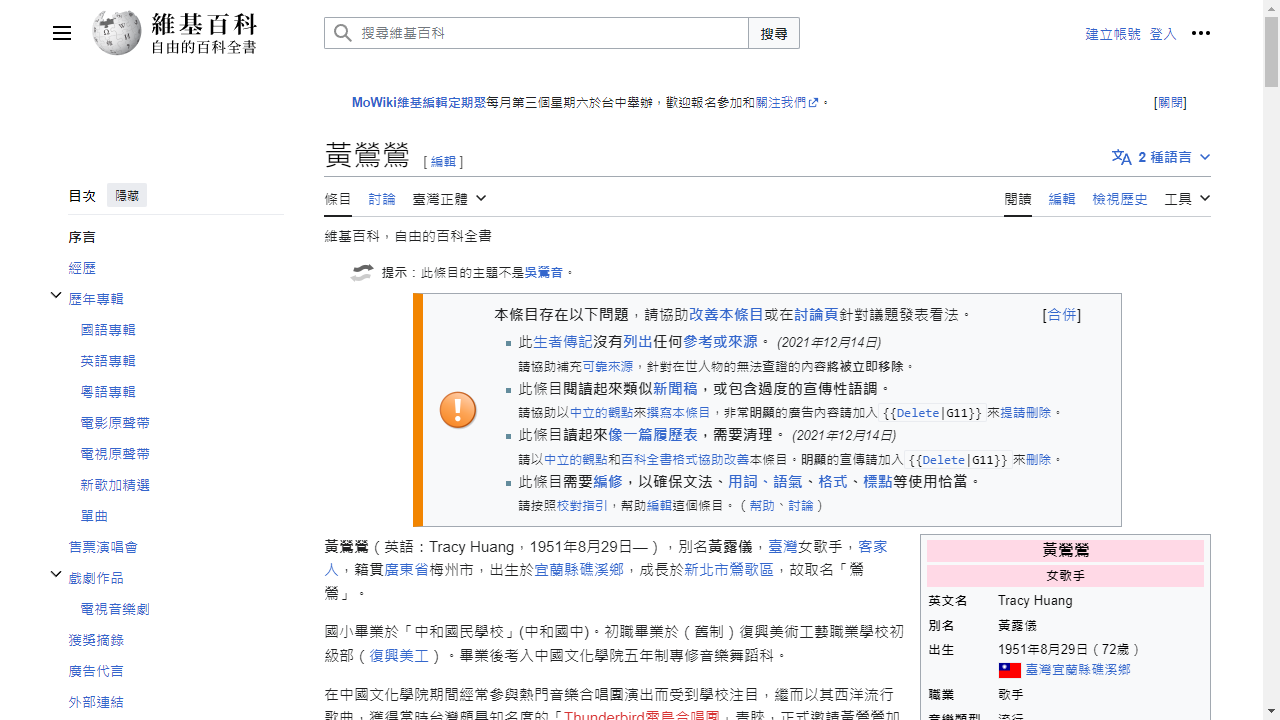 維基百科
自由的百科全書
搜尋維基百科
搜尋
建立帳號 登入
MoWiki維基編輯定期聚每月第三個星期六於台中舉辦，歡迎報名參加和關注我們。
[關閉]
黃鶯鶯 [編輯]
2 種語言
目次 隱藏
序言
經歷
歷年專輯
國語專輯
英語專輯
粵語專輯
電影原聲帶
電視原聲帶
新歌加精選
單曲
售票演唱會
戲劇作品
電視音樂劇
獲獎摘錄
廣告代言
外部連結
條目 討論 臺灣正體
閱讀 編輯 檢視歷史 工具
維基百科，自由的百科全書
提示：此條目的主題不是吳鶯音。
本條目存在以下問題，請協助改善本條目或在討論頁針對議題發表看法。 [合併]
此生者傳記沒有列出任何參考或來源。 (2021年12月14日)
請協助補充可靠來源，針對在世人物的無法查證的內容將被立即移除。
此條目閱讀起來類似新聞稿，或包含過度的宣傳性語調。
請協助以中立的觀點來撰寫本條目，非常明顯的廣告內容請加入 {{Delete|G11}} 來提請刪除。
此條目讀起來像一篇履歷表，需要清理。 (2021年12月14日)
請以中立的觀點和百科全書格式協助改善本條目。明顯的宣傳請加入 {{Delete|G11}} 來刪除。
此條目需要編修，以確保文法、用詞、語氣、格式、標點等使用恰當。
請按照校對指引，幫助編輯這個條目。（幫助、討論）
黃鶯鶯（英語：Tracy Huang，1951年8月29日—），別名黃露儀，臺灣女歌手，客家
人，籍貫廣東省梅州市，出生於宜蘭縣礁溪鄉，成長於新北市鶯歌區，故取名「鶯
鶯」。
國小畢業於「中和國民學校」(中和國中)。初職畢業於（舊制）復興美術工藝職業學校初
級部（復興美工）。畢業後考入中國文化學院五年制專修音樂舞蹈科。
在中國文化學院期間經常參與熱門音樂合唱團演出而受到學校注目，繼而以其西洋流行
歌曲，獲得當時台灣頗具知名度的「Thunderbird雷鳥合唱團」青睞，正式邀請黃鶯鶯加
黃鶯鶯
女歌手
英文名 Tracy Huang
別名 黃露儀
出生 1951年8月29日（72歲）
臺灣宜蘭縣礁溪鄉
職業 歌手
音樂類型 流行